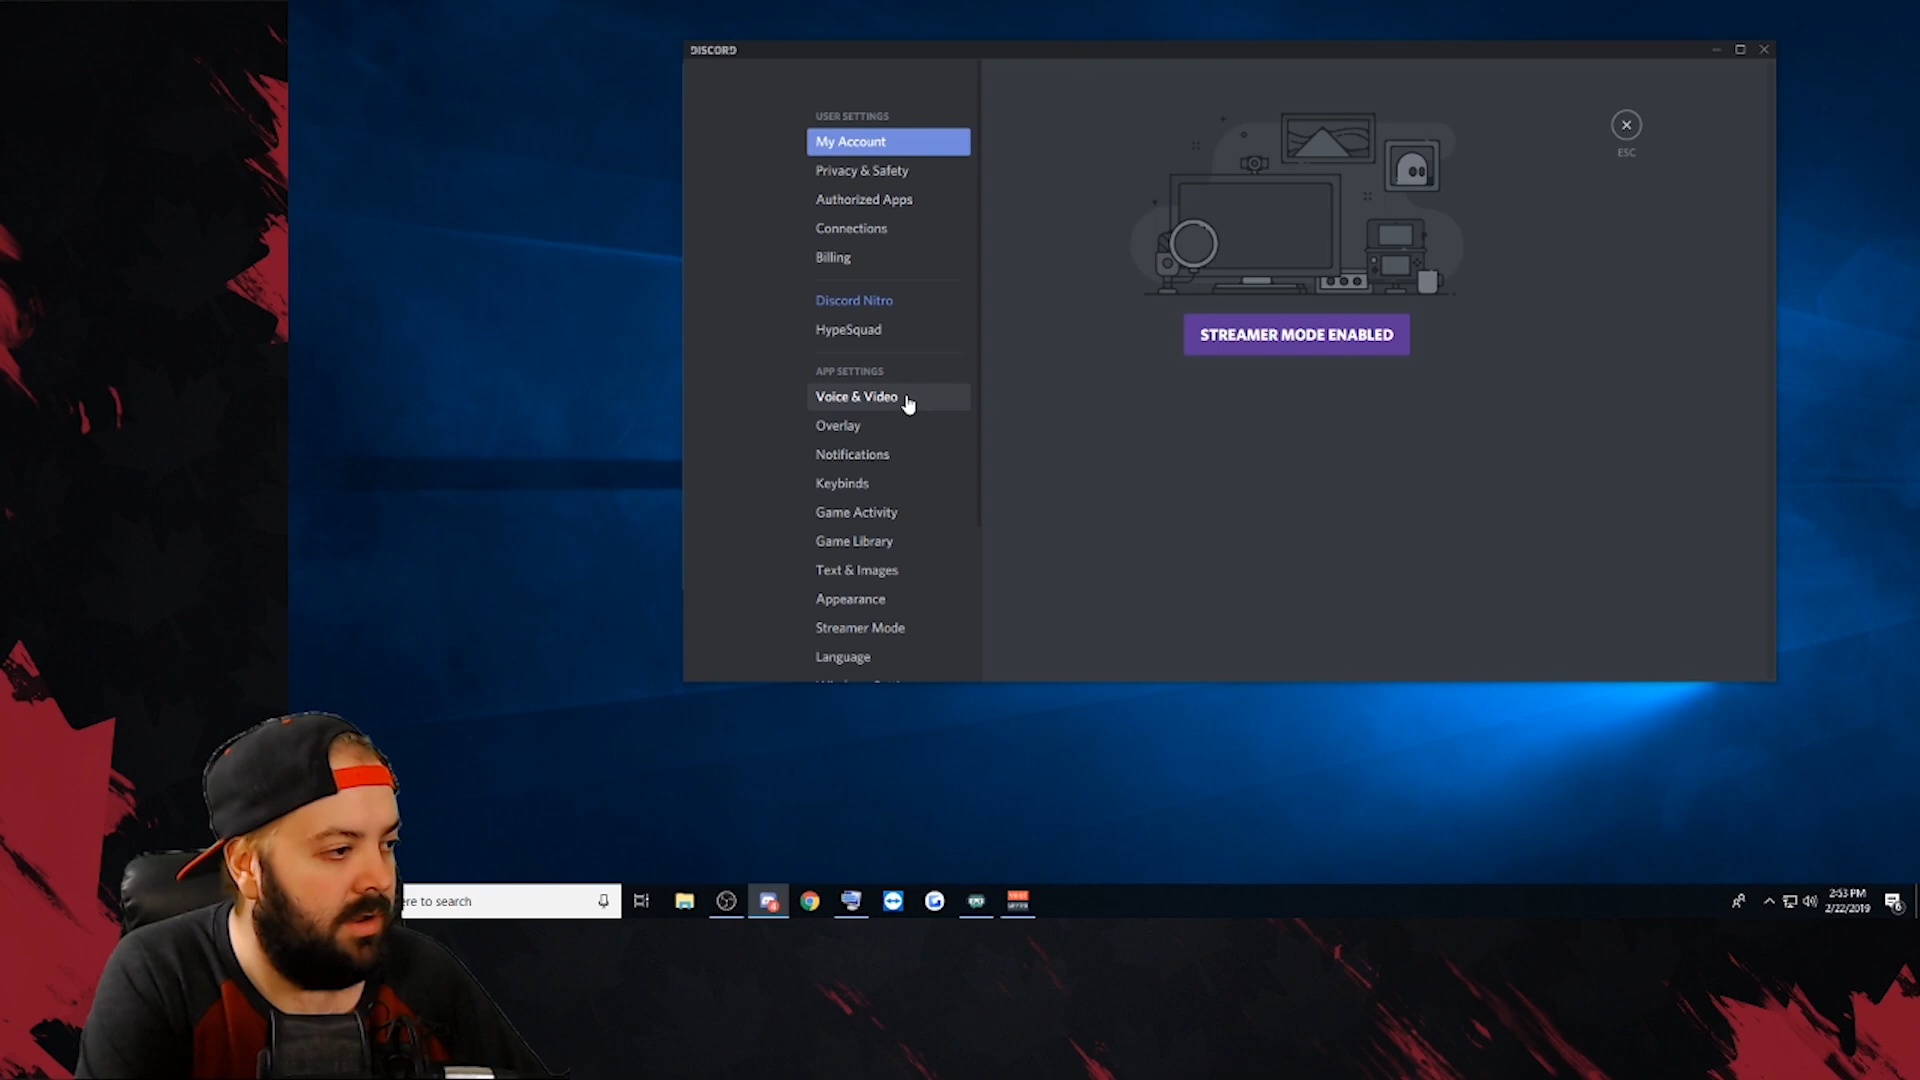 DISCORD
USER SETTINGS
My Account
Privacy & Safety
Authorized Apps
Connections
Billing
Discord Nitro
HypeSquad
APP SETTINGS
Voice & Video
Overlay
Notifications
Keybinds
Game Activity
Game Library
Text & Images
Appearance
Streamer Mode
Language
ESC
STREAMER MODE ENABLED
ere to search
2:53 PM
2/22/2019